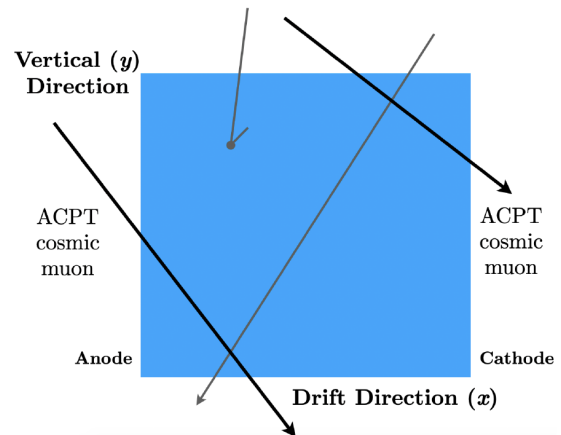 Vertical (y)
Direction
ACPT
cosmic
muon
ACPT
cosmic
muon
Anode
Cathode
Drift Direction (x)